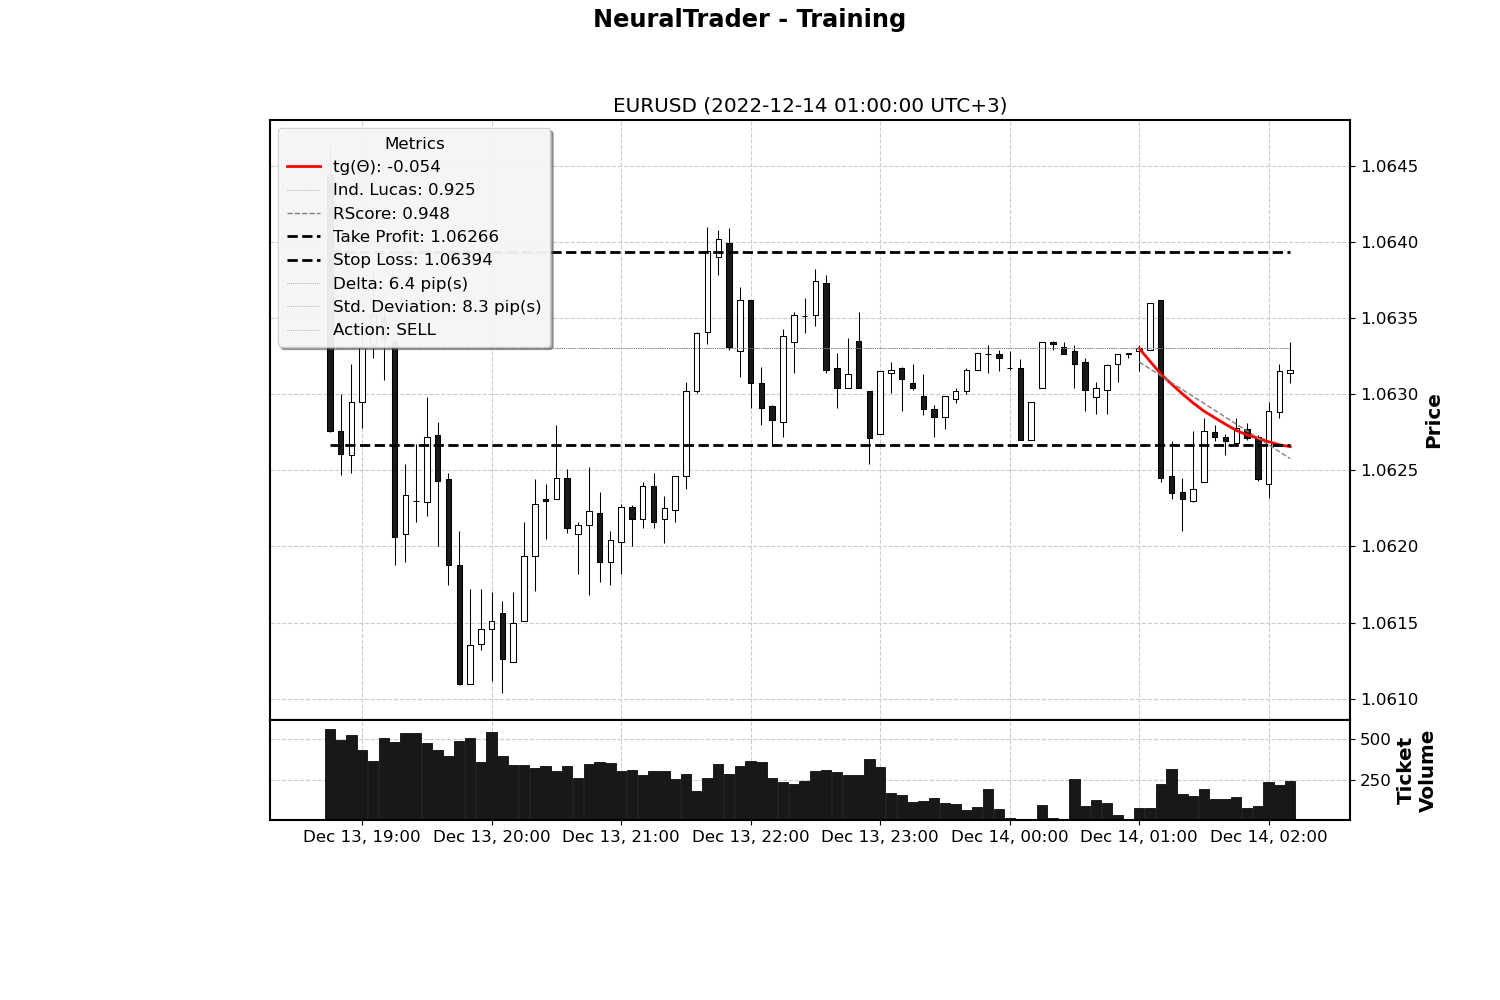 NeuralTrader - Training
EURUSD (2022-12-14 01:00:00 UTC+3)
Metrics
tg(Θ): -0.054
Ind. Lucas: 0.925
RScore: 0.948
Take Profit: 1.06266
Stop Loss: 1.06394
Delta: 6.4 pip(s)
Std. Deviation: 8.3 pip(s)
Action: SELL
1.0645
1.0640
1.0635
1.0630
1.0625
1.0620
1.0615
1.0610
Price
500
250
Ticket
Volume
Dec 13, 19:00
Dec 13, 20:00
Dec 13, 21:00
Dec 13, 22:00
Dec 13, 23:00
Dec 14, 00:00
Dec 14, 01:00
Dec 14, 02:00